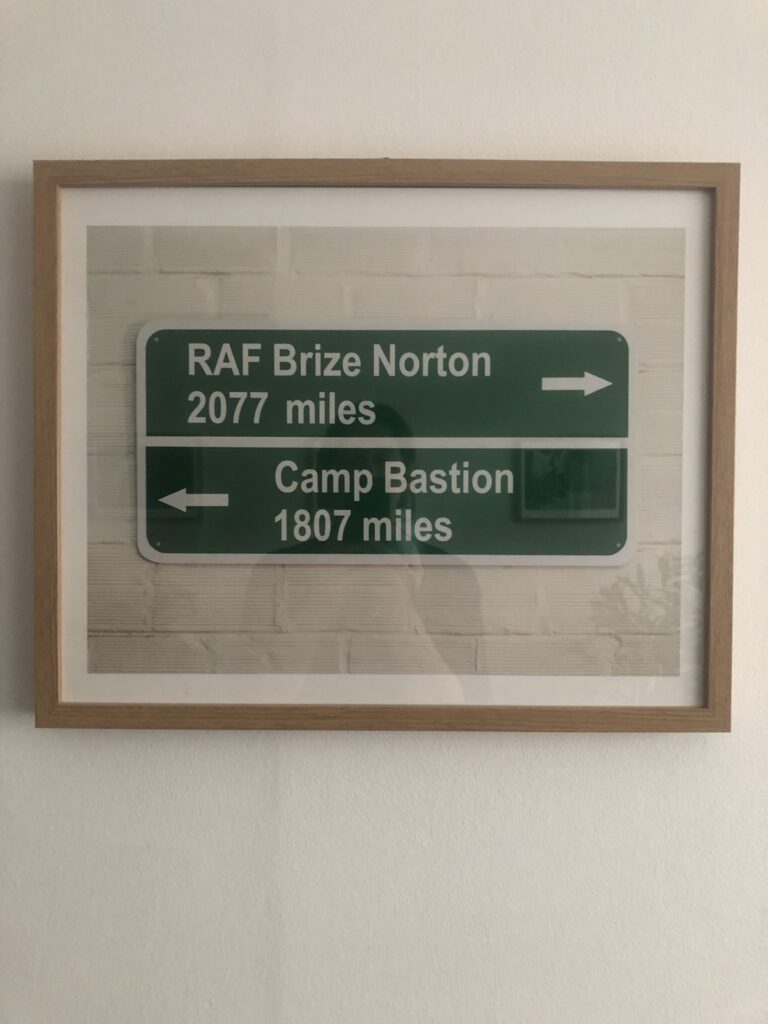 RAF Brize Norton
2077 miles
Camp Bastion
1807 miles